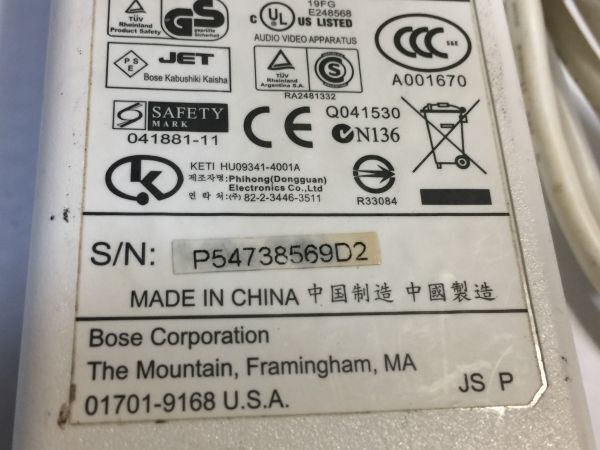 TÜV
Rheinland
Product Safety
GS
geprüfte
Sicherheit
19FG
E248568
c UL US LISTED
AUDIO VIDEO APPARATUS
CCC
S&E
A001670
PSE
JET
Bose Kabushiki Kaisha
TÜV
Rheinland
Argentina S.A.
S
RA2481332
SAFETY
MARK
041881-11
CE
Q041530
N136
K
KETI HU09341-4001A
제조자명:Phihong(Dongguan)
Electronics Co.,Ltd
연 락 처:(주) 82-2-3446-3511
R33084
S/N: P54738569D2
MADE IN CHINA 中国制造 中國製造
Bose Corporation
The Mountain, Framingham, MA
01701-9168 U.S.A.
JS P